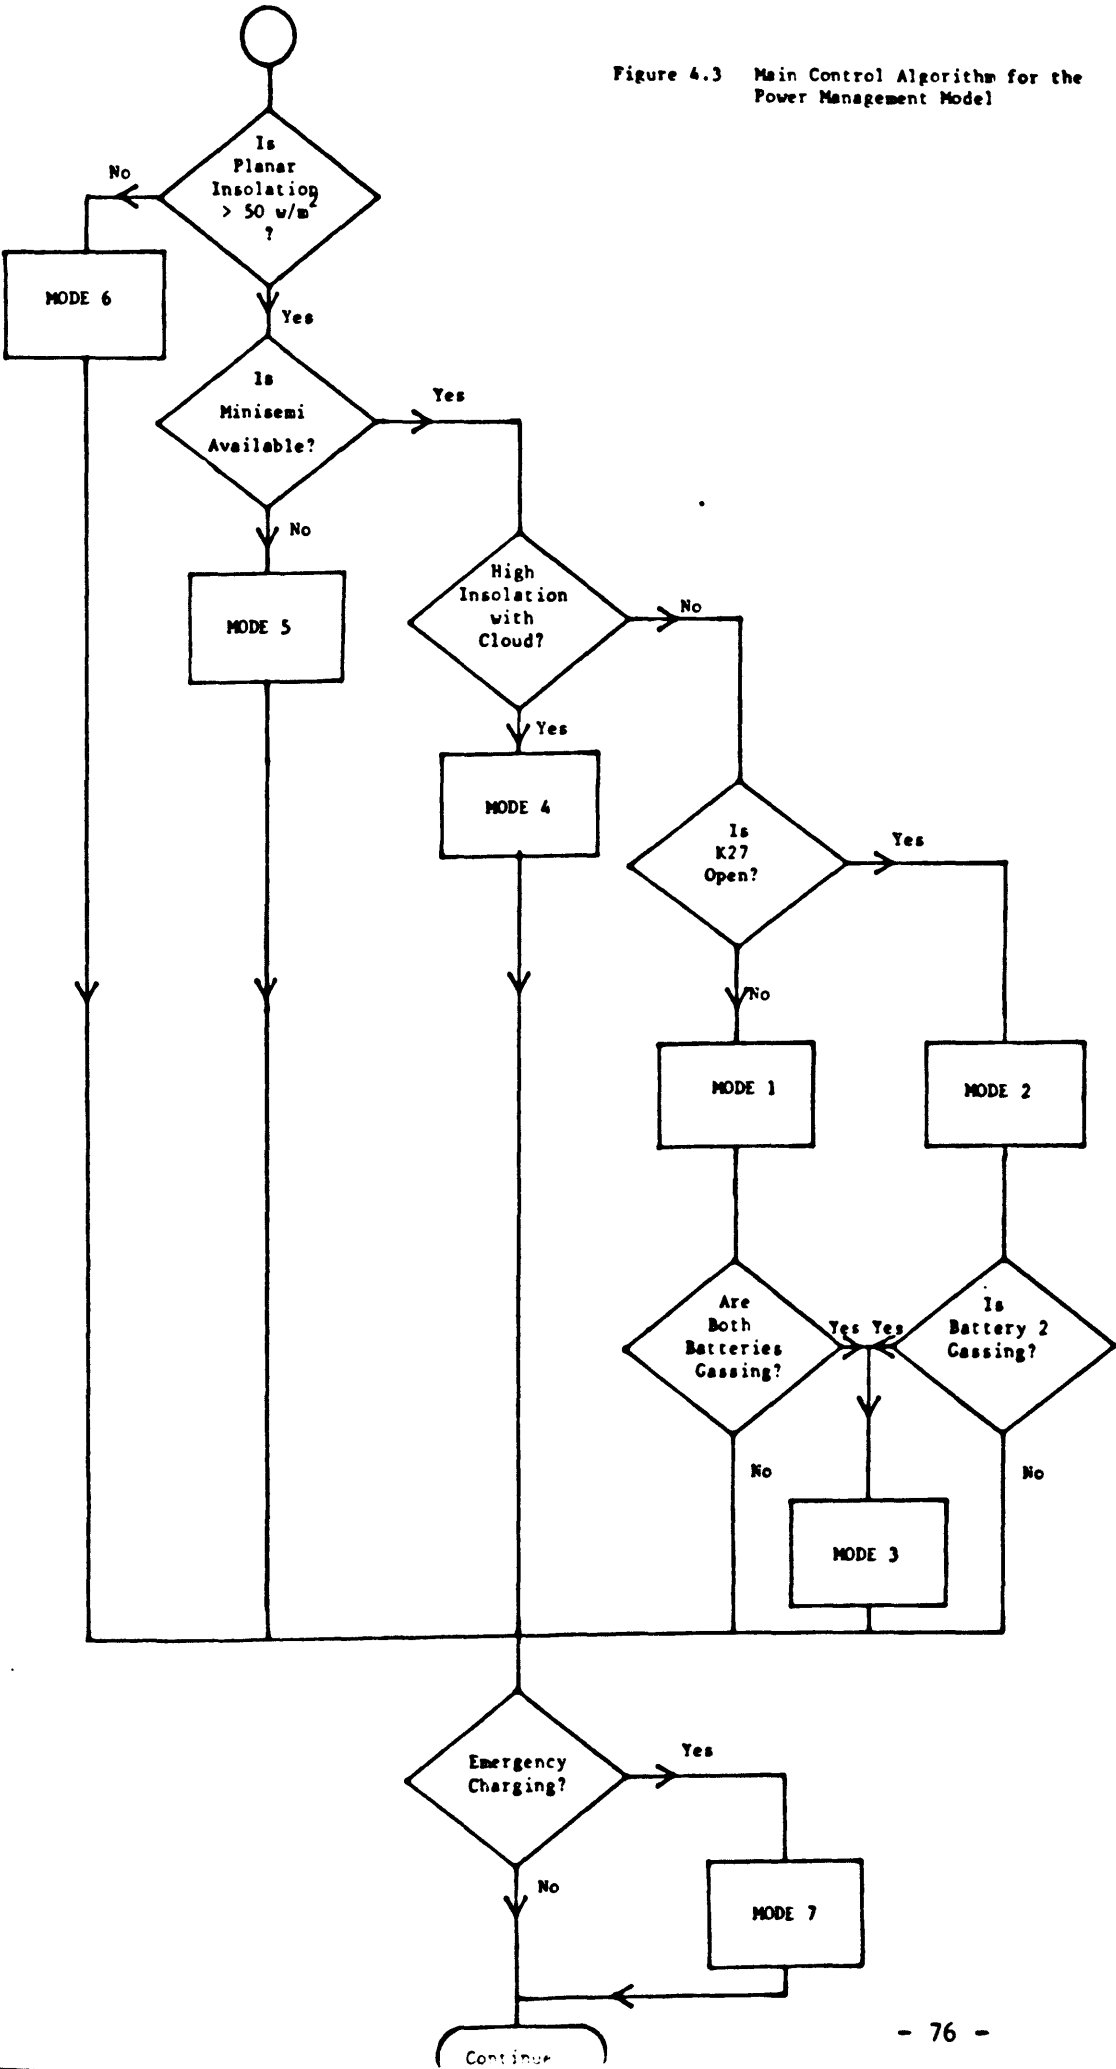 Figure 4.3 Main Control Algorithm for the
Power Management Model
Is
Planar
Insolation
> 50 w/m²
?
No
MODE 6
Yes
Is
Minisemi
Available?
Yes
No
MODE 5
High
Insolation
with
Cloud?
No
Yes
MODE 4
Is
K27
Open?
Yes
No
MODE 1
MODE 2
Are
Both
Batteries
Gassing?
Yes Yes
Is
Battery 2
Gassing?
No
No
MODE 3
Emergency
Charging?
Yes
No
MODE 7
Continue
- 76 -